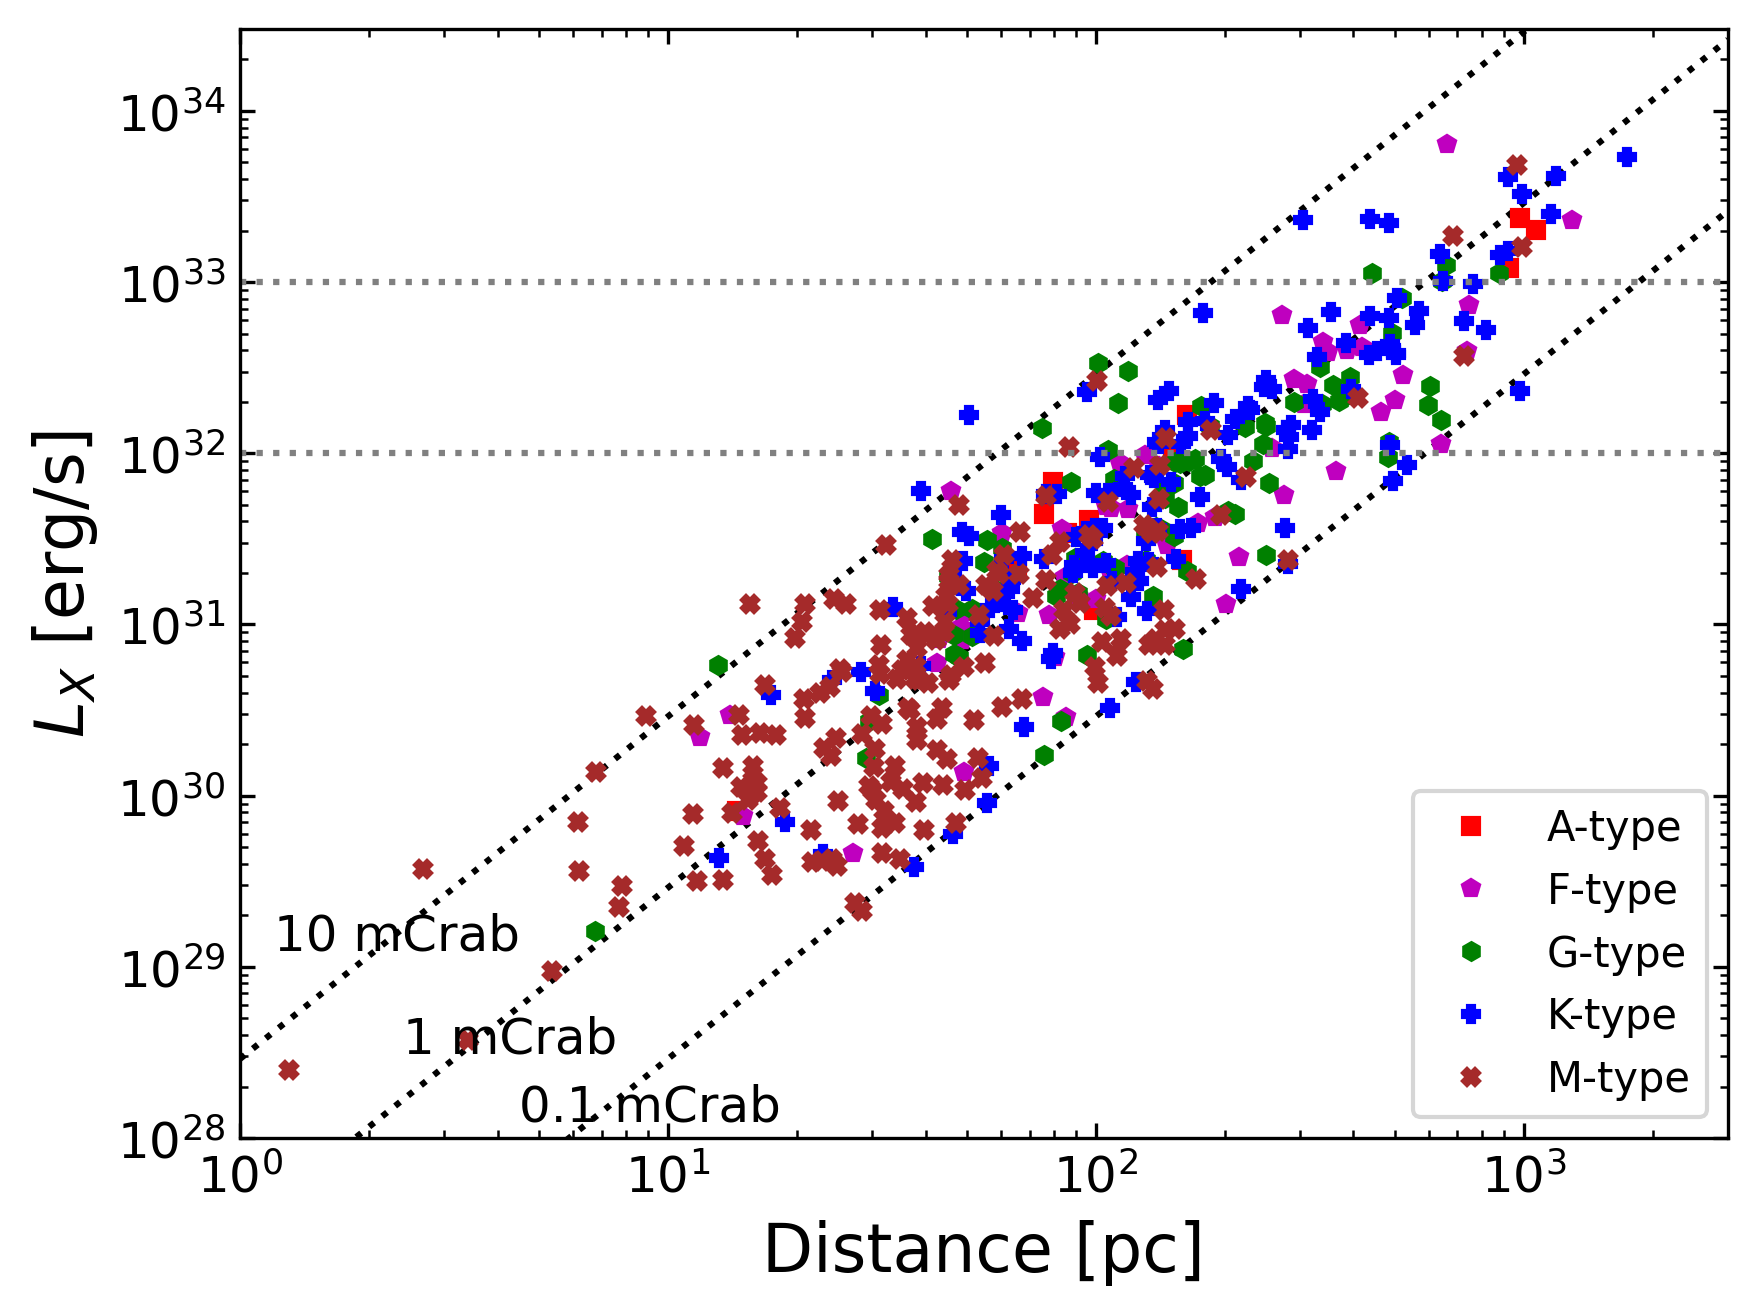 10^34
10^33
10^32
10^31
10^30
10^29
10^28
L_X [erg/s]
10 mCrab
1 mCrab
0.1 mCrab
A-type
F-type
G-type
K-type
M-type
10^0 10^1 10^2 10^3
Distance [pc]